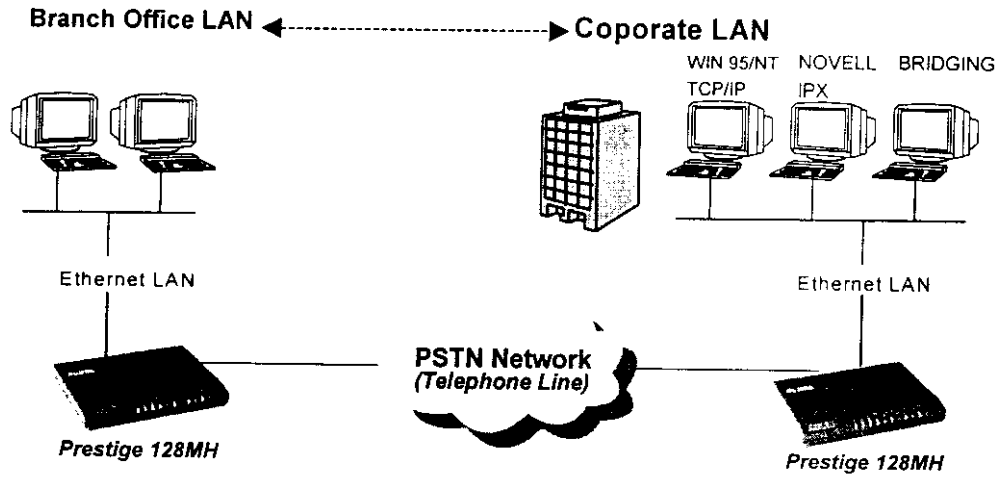 Branch Office LAN
Coporate LAN
WIN 95/NT
TCP/IP
NOVELL
IPX
BRIDGING
Ethernet LAN
Ethernet LAN
PSTN Network
(Telephone Line)
Prestige 128MH
Prestige 128MH